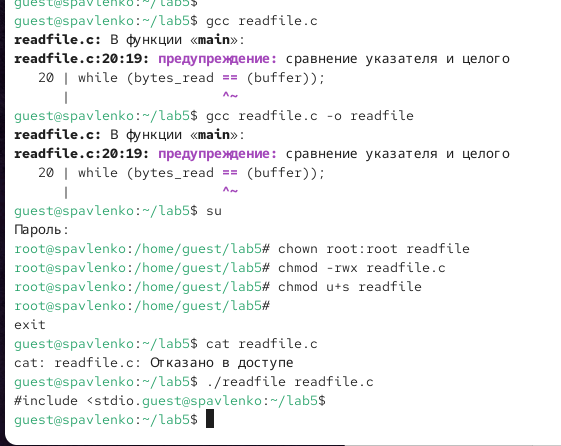 guest@spavlenko:~/lab5$
guest@spavlenko:~/lab5$ gcc readfile.c
readfile.c: В функции «main»:
readfile.c:20:19: предупреждение: сравнение указателя и целого
   20 | while (bytes_read == (buffer));
      |                   ^~
guest@spavlenko:~/lab5$ gcc readfile.c -o readfile
readfile.c: В функции «main»:
readfile.c:20:19: предупреждение: сравнение указателя и целого
   20 | while (bytes_read == (buffer));
      |                   ^~
guest@spavlenko:~/lab5$ su
Пароль:
root@spavlenko:/home/guest/lab5# chown root:root readfile
root@spavlenko:/home/guest/lab5# chmod -rwx readfile.c
root@spavlenko:/home/guest/lab5# chmod u+s readfile
root@spavlenko:/home/guest/lab5#
exit
guest@spavlenko:~/lab5$ cat readfile.c
cat: readfile.c: Отказано в доступе
guest@spavlenko:~/lab5$ ./readfile readfile.c
#include <stdio.guest@spavlenko:~/lab5$
guest@spavlenko:~/lab5$